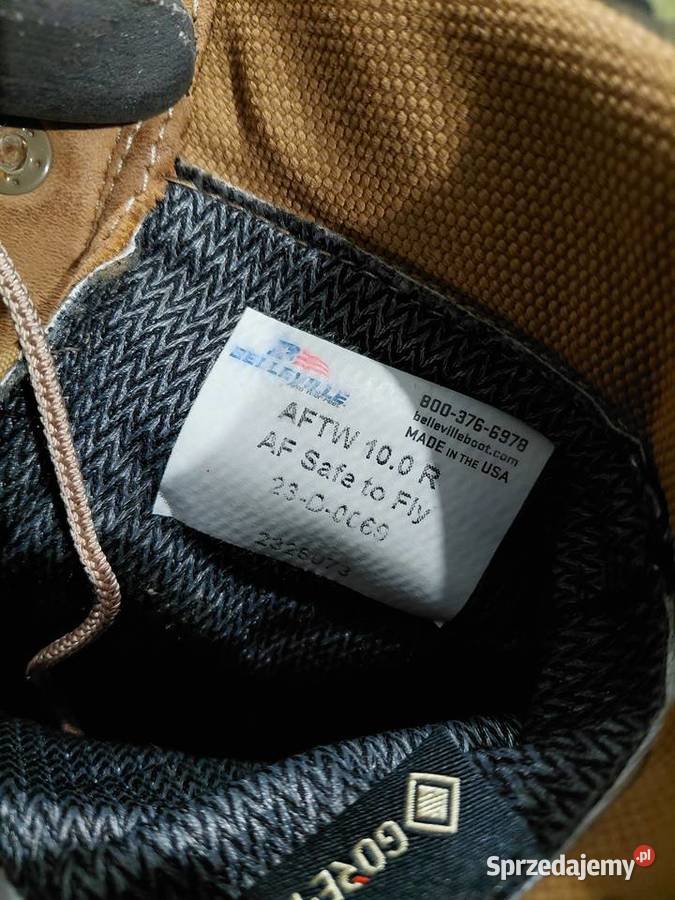 BELLEVILLE
800-376-6978
bellevilleboot.com
MADE IN THE USA
AFTW 10.0 R
AF Safe to Fly
23-D-0069
GORE-
Sprzedajemy.pl